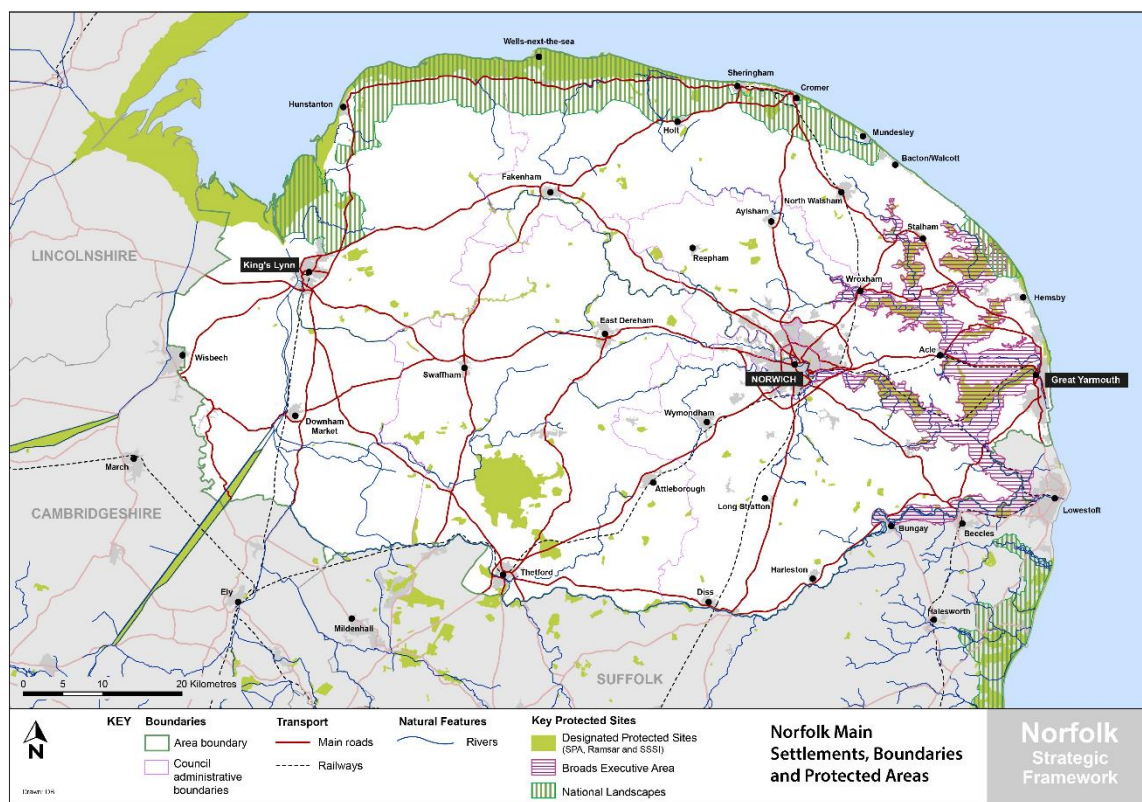 Wells-next-the-sea
Sheringham
Cromer
Hunstanton
Holt
Mundesley
Bacton/Walcott
Fakenham
North Walsham
Aylsham
Stalham
Reepham
LINCOLNSHIRE
King's Lynn
Wroxham
Hemsby
East Dereham
Wisbech
Acle
Swaffham
NORWICH
Great Yarmouth
Downham
Market
Wymondham
March
Attleborough
Long Stratton
Lowestoft
CAMBRIDGESHIRE
Bungay
Beccles
Thetford
Harleston
Ely
Diss
Mildenhall
Halesworth
SUFFOLK
0 5 10 20 Kilometres
N
KEY
Boundaries
Area boundary
Council
administrative
boundaries
Transport
Main roads
Railways
Natural Features
Rivers
Key Protected Sites
Designated Protected Sites
(SPA, Ramsar and SSSI)
Broads Executive Area
National Landscapes
Norfolk Main
Settlements, Boundaries
and Protected Areas
Norfolk
Strategic
Framework